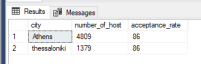 Results Messages
city number_of_host acceptance_rate
1 Athens 4809 86
2 thessaloniki 1379 86